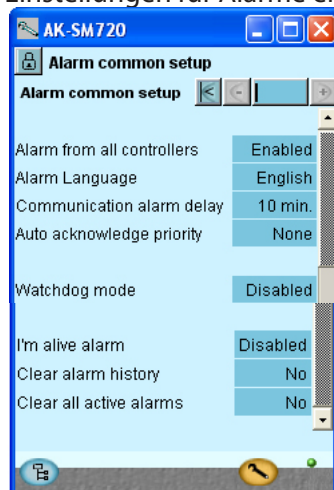 Einstellungen für Alarme
AK-SM720
Alarm common setup
Alarm common setup
Alarm from all controllers Enabled
Alarm Language English
Communication alarm delay 10 min.
Auto acknowledge priority None
Watchdog mode Disabled
I'm alive alarm Disabled
Clear alarm history No
Clear all active alarms No